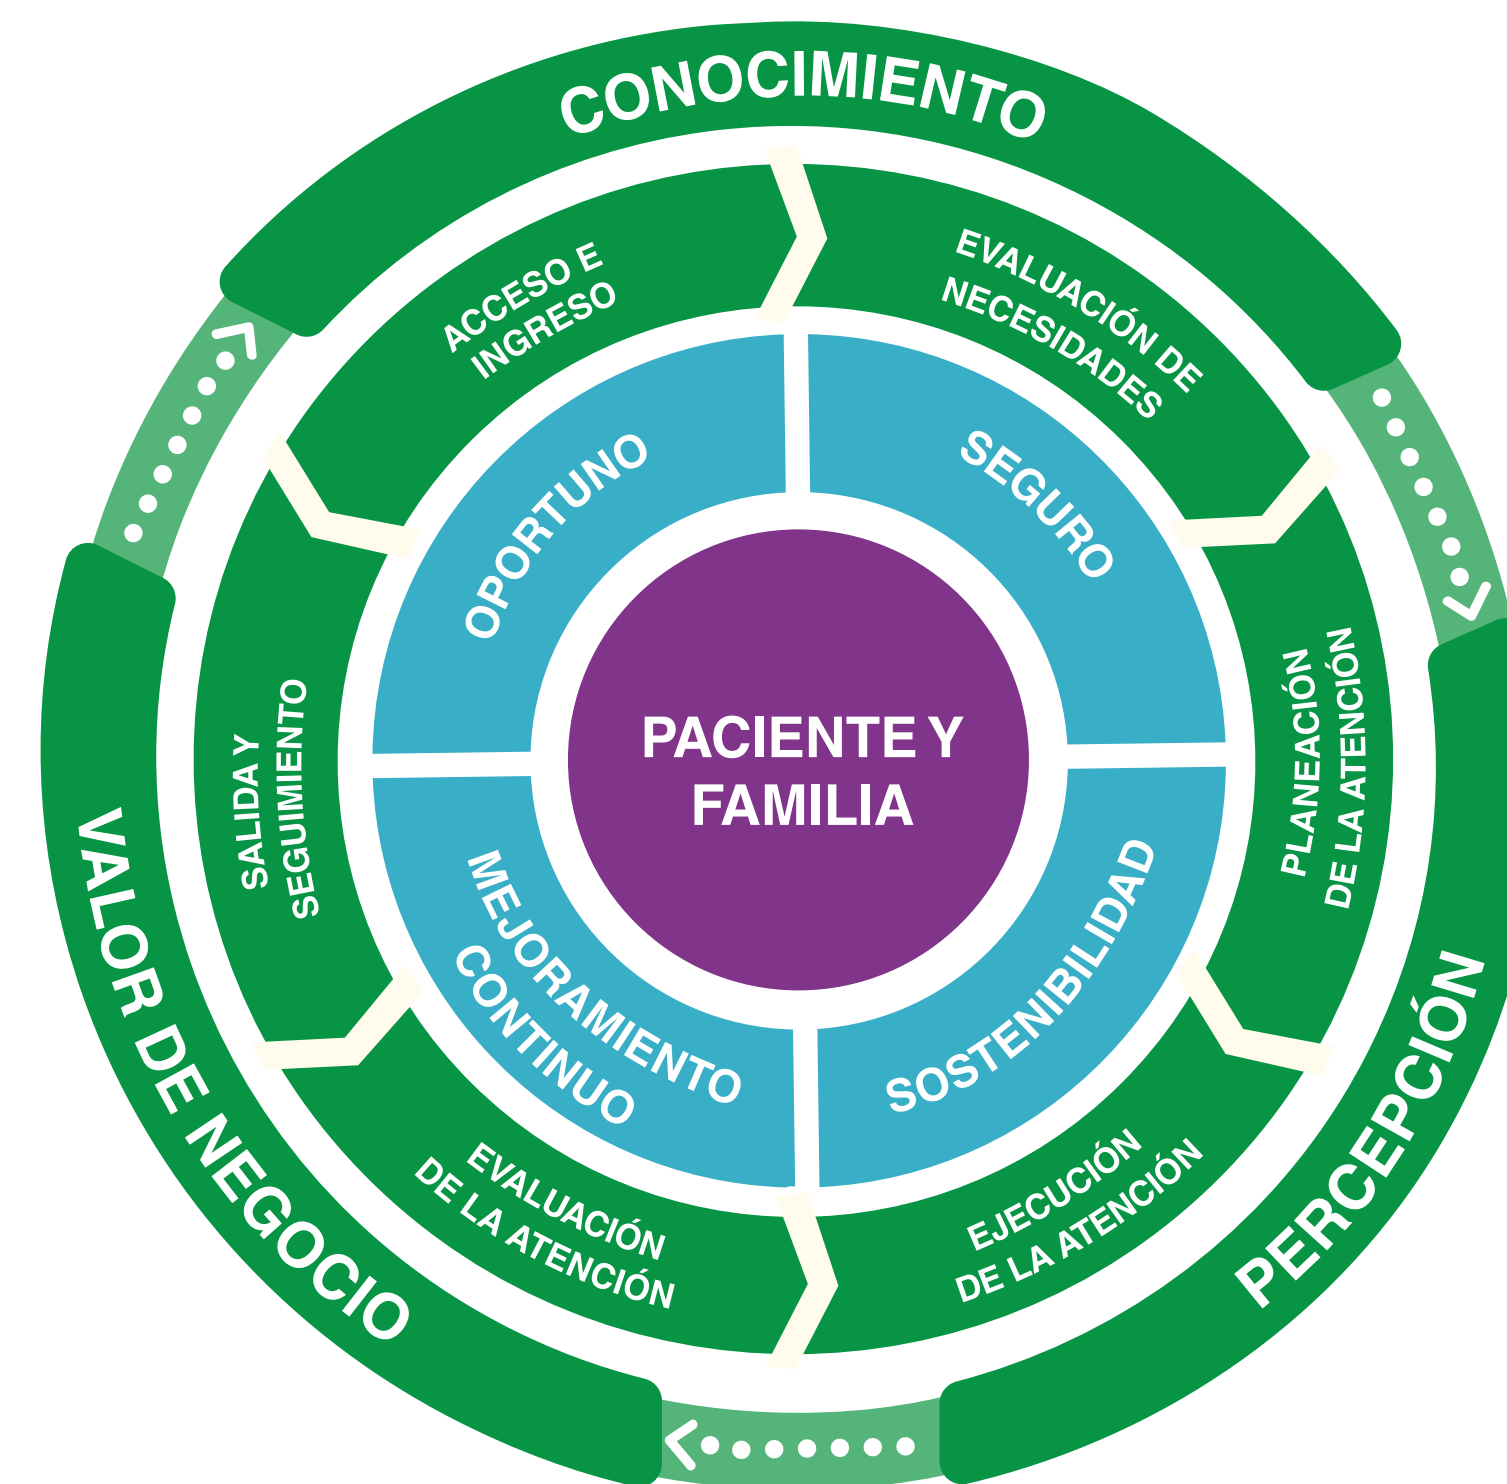 CONOCIMIENTO
ACCESO E
INGRESO
EVALUACIÓN DE
NECESIDADES
OPORTUNO
SEGURO
PACIENTE Y
FAMILIA
PLANEACIÓN
DE LA ATENCIÓN
SALIDA Y
SEGUIMIENTO
MEJORAMIENTO
CONTINUO
SOSTENIBILIDAD
VALOR DE NEGOCIO
PERCEPCIÓN
EVALUACIÓN
DE LA ATENCIÓN
EJECUCIÓN
DE LA ATENCIÓN